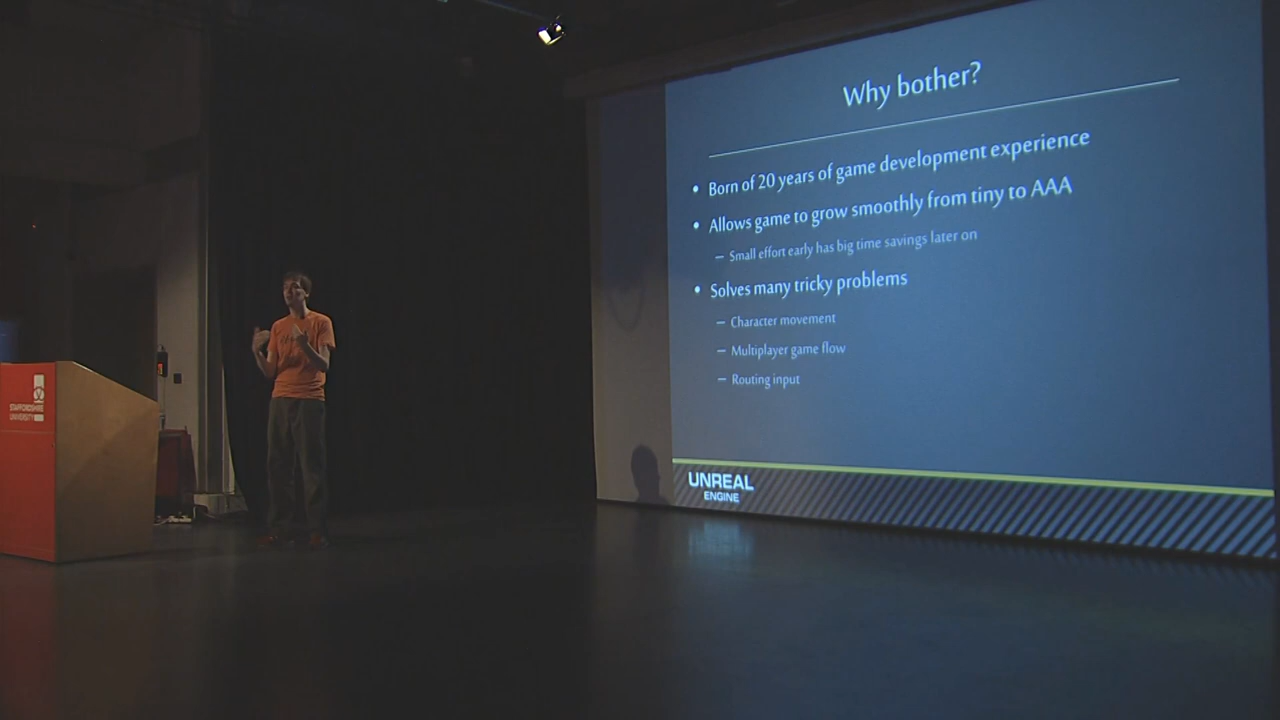 Why bother?
• Born of 20 years of game development experience
• Allows game to grow smoothly from tiny to AAA
– Small effort early has big time savings later on
• Solves many tricky problems
– Character movement
– Multiplayer game flow
– Routing input
UNREAL
ENGINE
STAFFORDSHIRE
UNIVERSITY